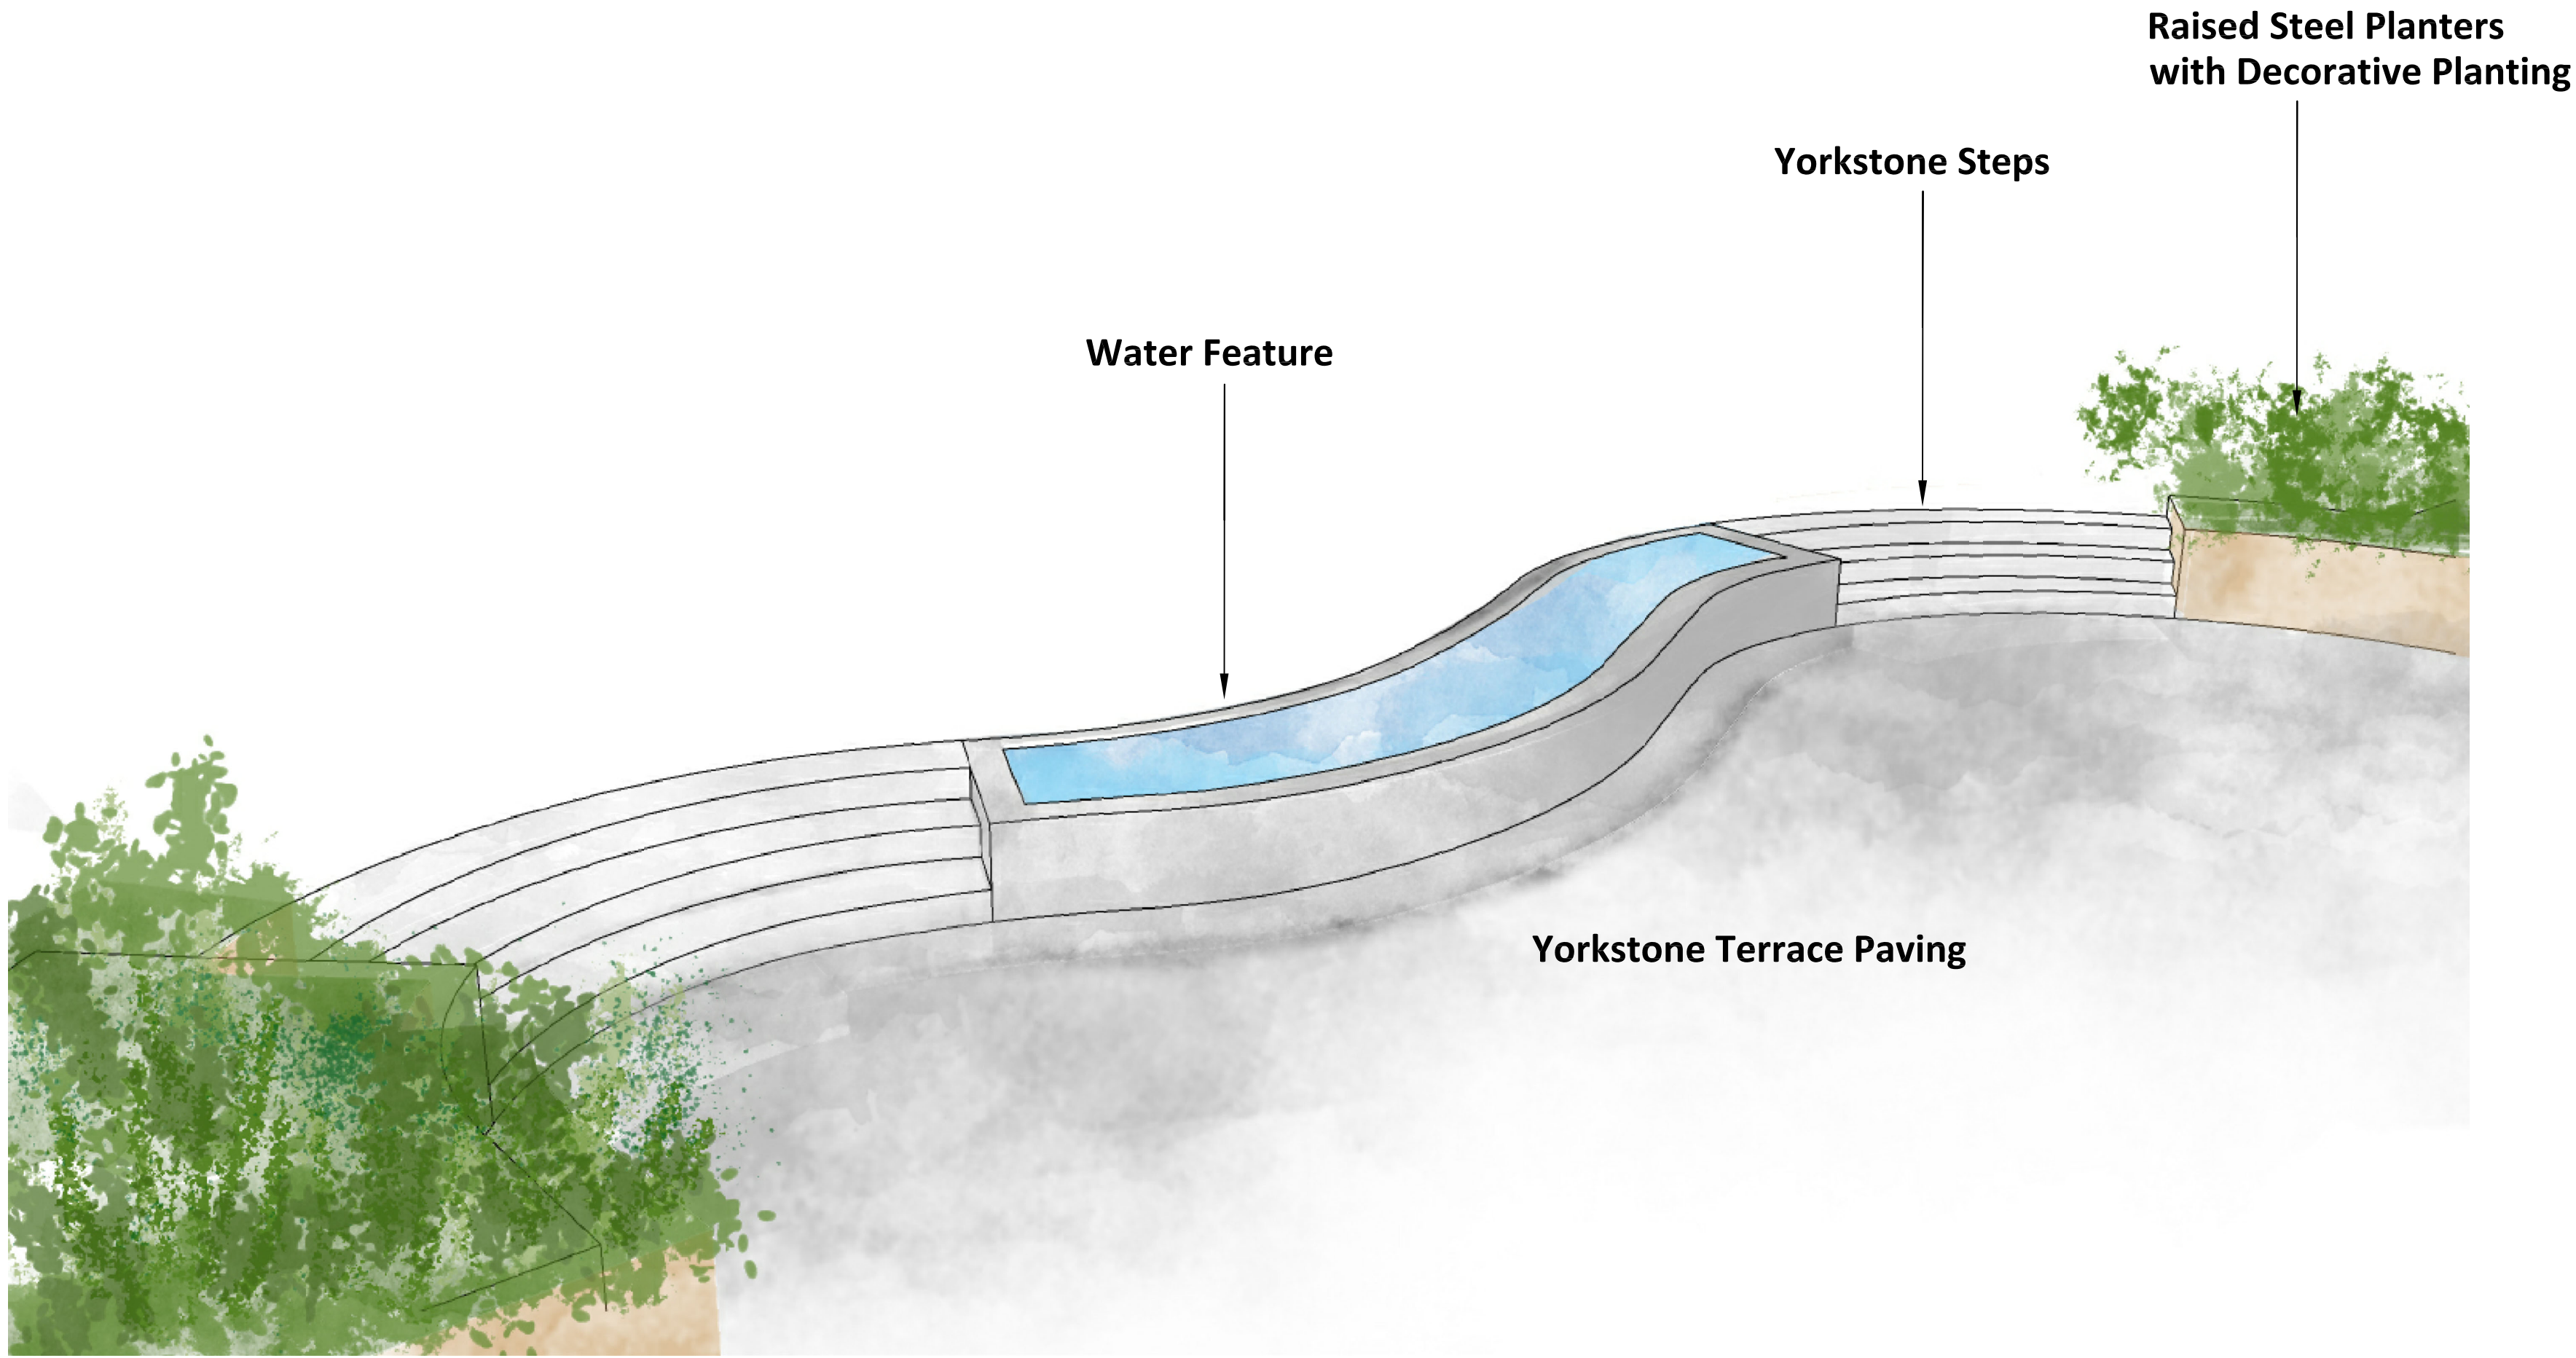 Raised Steel Planters
with Decorative Planting
Yorkstone Steps
Water Feature
Yorkstone Terrace Paving